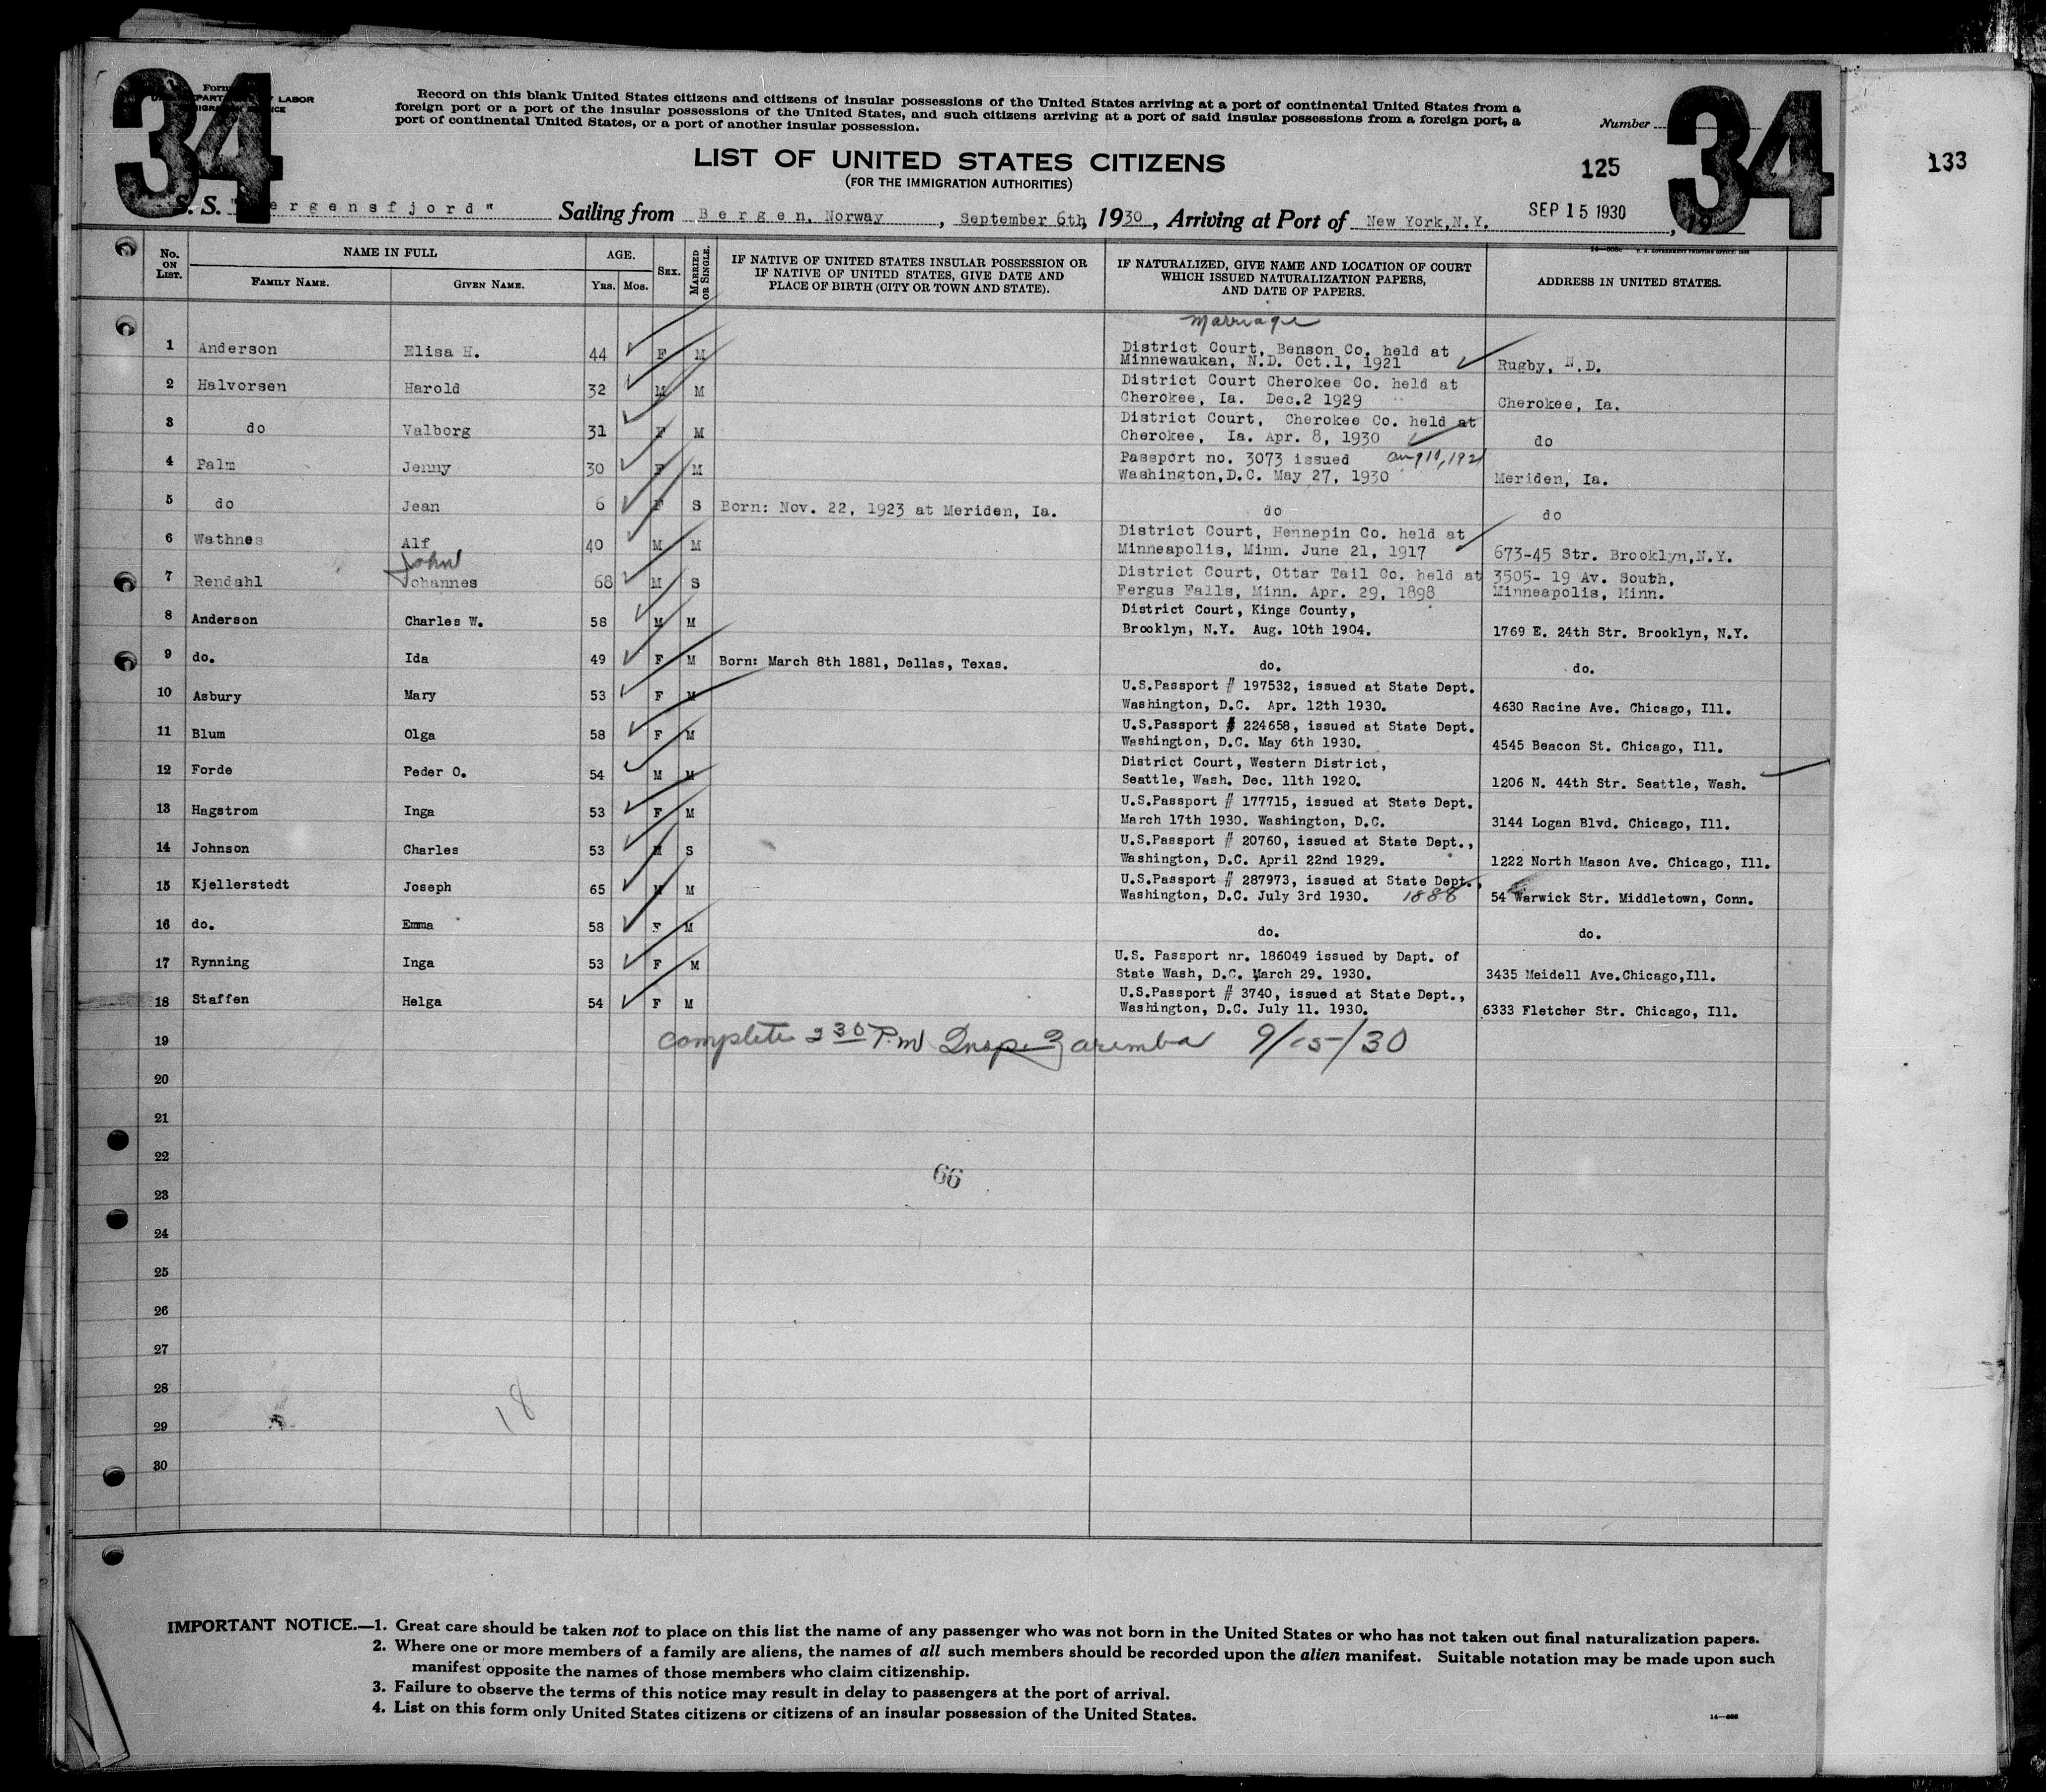 34
34
Form
LABOR
Record on this blank United States citizens and citizens of insular possessions of the United States arriving at a port of continental United States from a
foreign port or a port of the insular possessions of the United States, and such citizens arriving at a port of said insular possessions from a foreign port, a
port of continental United States, or a port of another insular possession.
Number
LIST OF UNITED STATES CITIZENS
(FOR THE IMMIGRATION AUTHORITIES)
125
133
S. S. "Bergensfjord" Sailing from Bergen, Norway, September 6th, 1930, Arriving at Port of New York, N.Y. SEP 15 1930, 19
No. ON LIST. NAME IN FULL AGE. SEX. MARRIED OR SINGLE. IF NATIVE OF UNITED STATES INSULAR POSSESSION OR IF NATIVE OF UNITED STATES, GIVE DATE AND PLACE OF BIRTH (CITY OR TOWN AND STATE). IF NATURALIZED, GIVE NAME AND LOCATION OF COURT WHICH ISSUED NATURALIZATION PAPERS, AND DATE OF PAPERS. ADDRESS IN UNITED STATES.
FAMILY NAME. GIVEN NAME. Yrs. Mos.
marriage
1 Anderson Elisa H. 44 F M District Court, Benson Co. held at
Minnewaukan, N.D. Oct.1, 1921 Rugby, N.D.
2 Halvorsen Harold 32 M M District Court Cherokee Co. held at
Cherokee, Ia. Dec.2 1929 Cherokee, Ia.
3 do Valborg 31 F M District Court, Cherokee Co. held at
Cherokee, Ia. Apr. 8, 1930 do
4 Palm Jenny 30 F M Passport no. 3073 issued aug 10, 1921
Washington,D.C. May 27, 1930 Meriden, Ia.
5 do Jean 6 F S Born: Nov. 22, 1923 at Meriden, Ia. do do
6 Wathnes Alf 40 M M District Court, Hennepin Co. held at
Minneapolis, Minn. June 21, 1917 673-45 Str. Brooklyn,N.Y.
John
7 Rendahl Johannes 68 M S District Court, Ottar Tail Co. held at 3505- 19 Av. South,
Fergus Falls, Minn. Apr. 29, 1898 Minneapolis, Minn.
8 Anderson Charles W. 58 M M District Court, Kings County,
Brooklyn, N.Y. Aug. 10th 1904. 1769 E. 24th Str. Brooklyn, N.Y.
9 do. Ida 49 F M Born: March 8th 1881, Dellas, Texas. do. do.
10 Asbury Mary 53 F M U.S.Passport # 197532, issued at State Dept.
Washington, D.C. Apr. 12th 1930. 4630 Racine Ave. Chicago, Ill.
11 Blum Olga 58 F M U.S.Passport # 224658, issued at State Dept.
Washington, D.C. May 6th 1930. 4545 Beacon St. Chicago, Ill.
12 Forde Peder O. 54 M M District Court, Western District,
Seattle, Wash. Dec. 11th 1920. 1206 N. 44th Str. Seattle, Wash.
13 Hagstrom Inga 53 F M U.S.Passport # 177715, issued at State Dept.
March 17th 1930. Washington, D.C. 3144 Logan Blvd. Chicago, Ill.
14 Johnson Charles 53 M S U.S.Passport # 20760, issued at State Dept.,
Washington, D.C. April 22nd 1929. 1222 North Mason Ave. Chicago, Ill.
15 Kjellerstedt Joseph 65 M M U.S.Passport # 287973, issued at State Dept.,
Washington, D.C. July 3rd 1930. 1888 54 Warwick Str. Middletown, Conn.
16 do. Emma 58 F M do. do.
17 Rynning Inga 53 F M U.S. Passport nr. 186049 issued by Dapt. of
State Wash, D.C. March 29. 1930. 3435 Meidell Ave.Chicago,Ill.
18 Staffen Helga 54 F M U.S.Passport # 3740, issued at State Dept.,
Washington, D.C. July 11. 1930. 6333 Fletcher Str. Chicago, Ill.
19 complete 2 30 P.m Insp. Zaremba 9/15/30
20
21
22
66
23
24
25
26
27
28
18
29
30
IMPORTANT NOTICE.—1. Great care should be taken not to place on this list the name of any passenger who was not born in the United States or who has not taken out final naturalization papers.
2. Where one or more members of a family are aliens, the names of all such members should be recorded upon the alien manifest. Suitable notation may be made upon such
manifest opposite the names of those members who claim citizenship.
3. Failure to observe the terms of this notice may result in delay to passengers at the port of arrival.
4. List on this form only United States citizens or citizens of an insular possession of the United States.